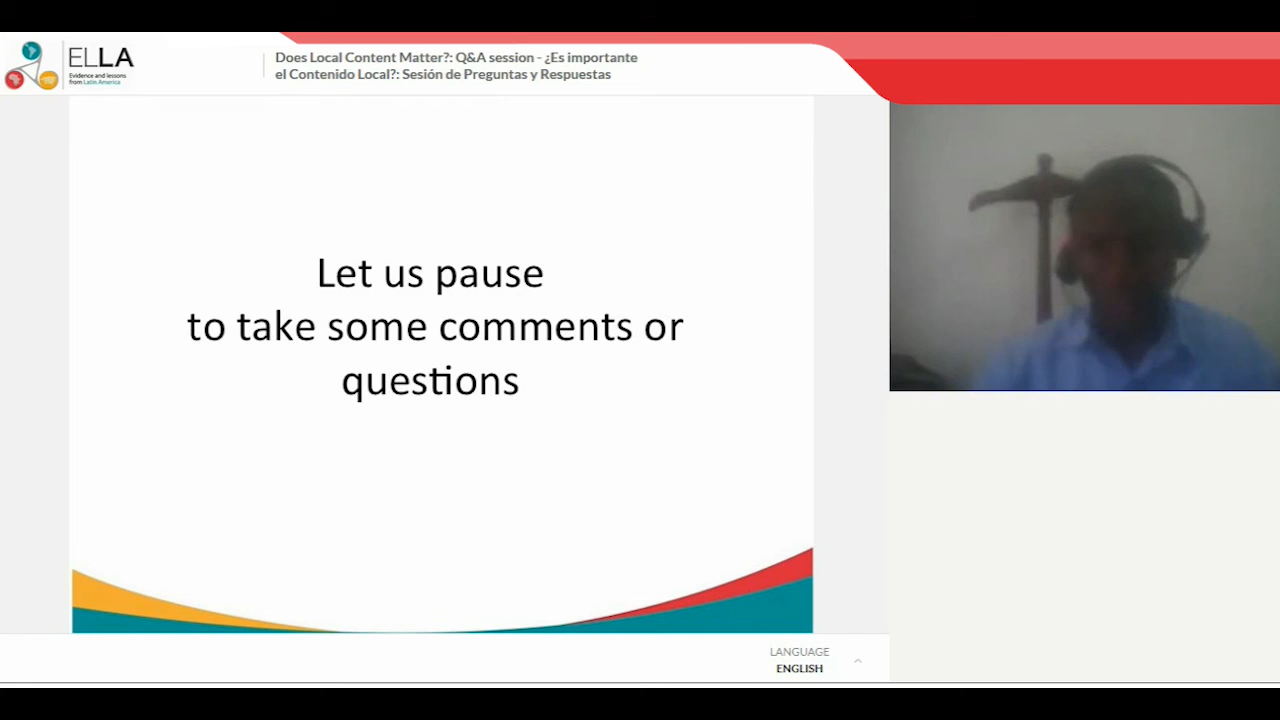 ELLA
Evidence and lessons
from Latin America
Does Local Content Matter?: Q&A session - ¿Es importante
el Contenido Local?: Sesión de Preguntas y Respuestas
Let us pause
to take some comments or
questions
LANGUAGE
ENGLISH